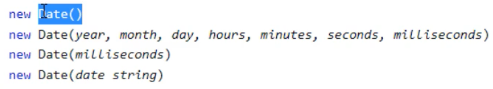 new Date()
new Date(year, month, day, hours, minutes, seconds, milliseconds)
new Date(milliseconds)
new Date(date string)